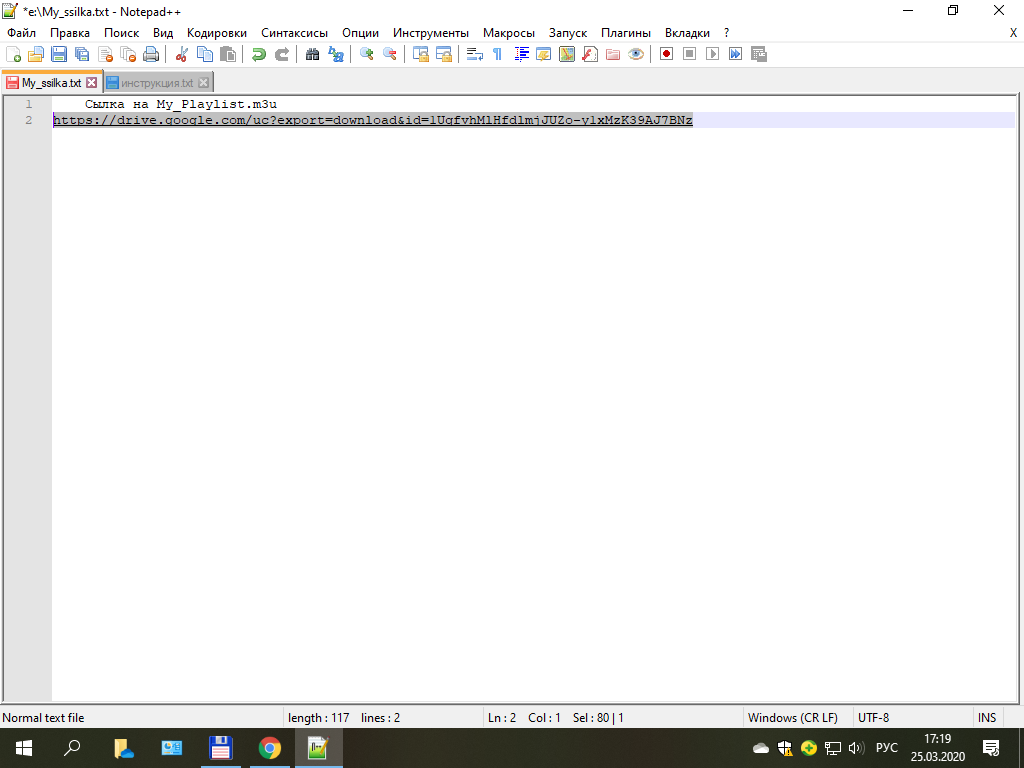 *e:\My_ssilka.txt - Notepad++
Файл Правка Поиск Вид Кодировки Синтаксисы Опции Инструменты Макросы Запуск Плагины Вкладки ? X
My_ssilka.txt инструкция.txt
1 Сылка на My_Playlist.m3u
2 https://drive.google.com/uc?export=download&id=1UgfvhMlHfdlmjJUZo-y1xMzK39AJ7BNz
Normal text file length : 117 lines : 2 Ln : 2 Col : 1 Sel : 80 | 1 Windows (CR LF) UTF-8 INS
РУС 17:19
25.03.2020